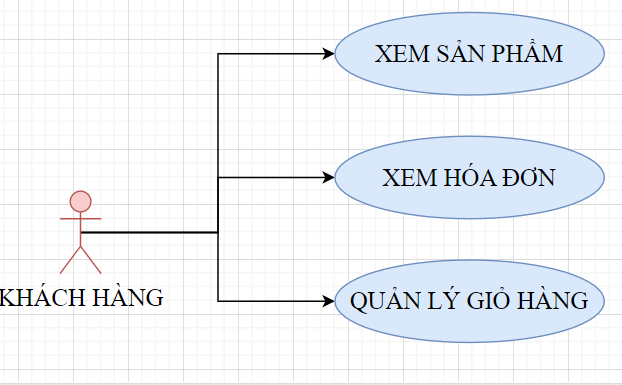 XEM SẢN PHẨM
XEM HÓA ĐƠN
KHÁCH HÀNG
QUẢN LÝ GIỎ HÀNG